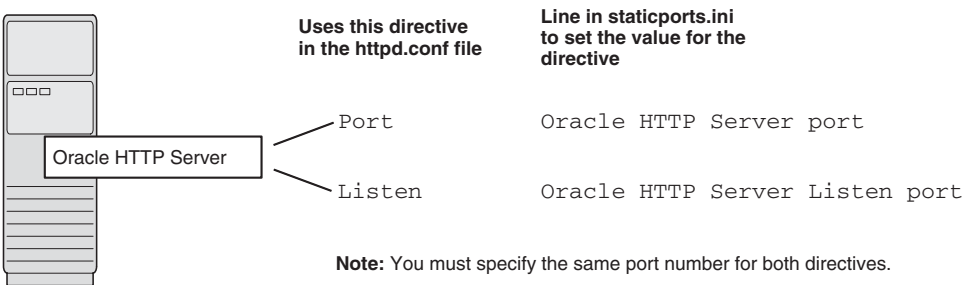 Uses this directive
in the httpd.conf file
Line in staticports.ini
to set the value for the
directive
Port
Oracle HTTP Server port
Oracle HTTP Server
Listen
Oracle HTTP Server Listen port
Note: You must specify the same port number for both directives.